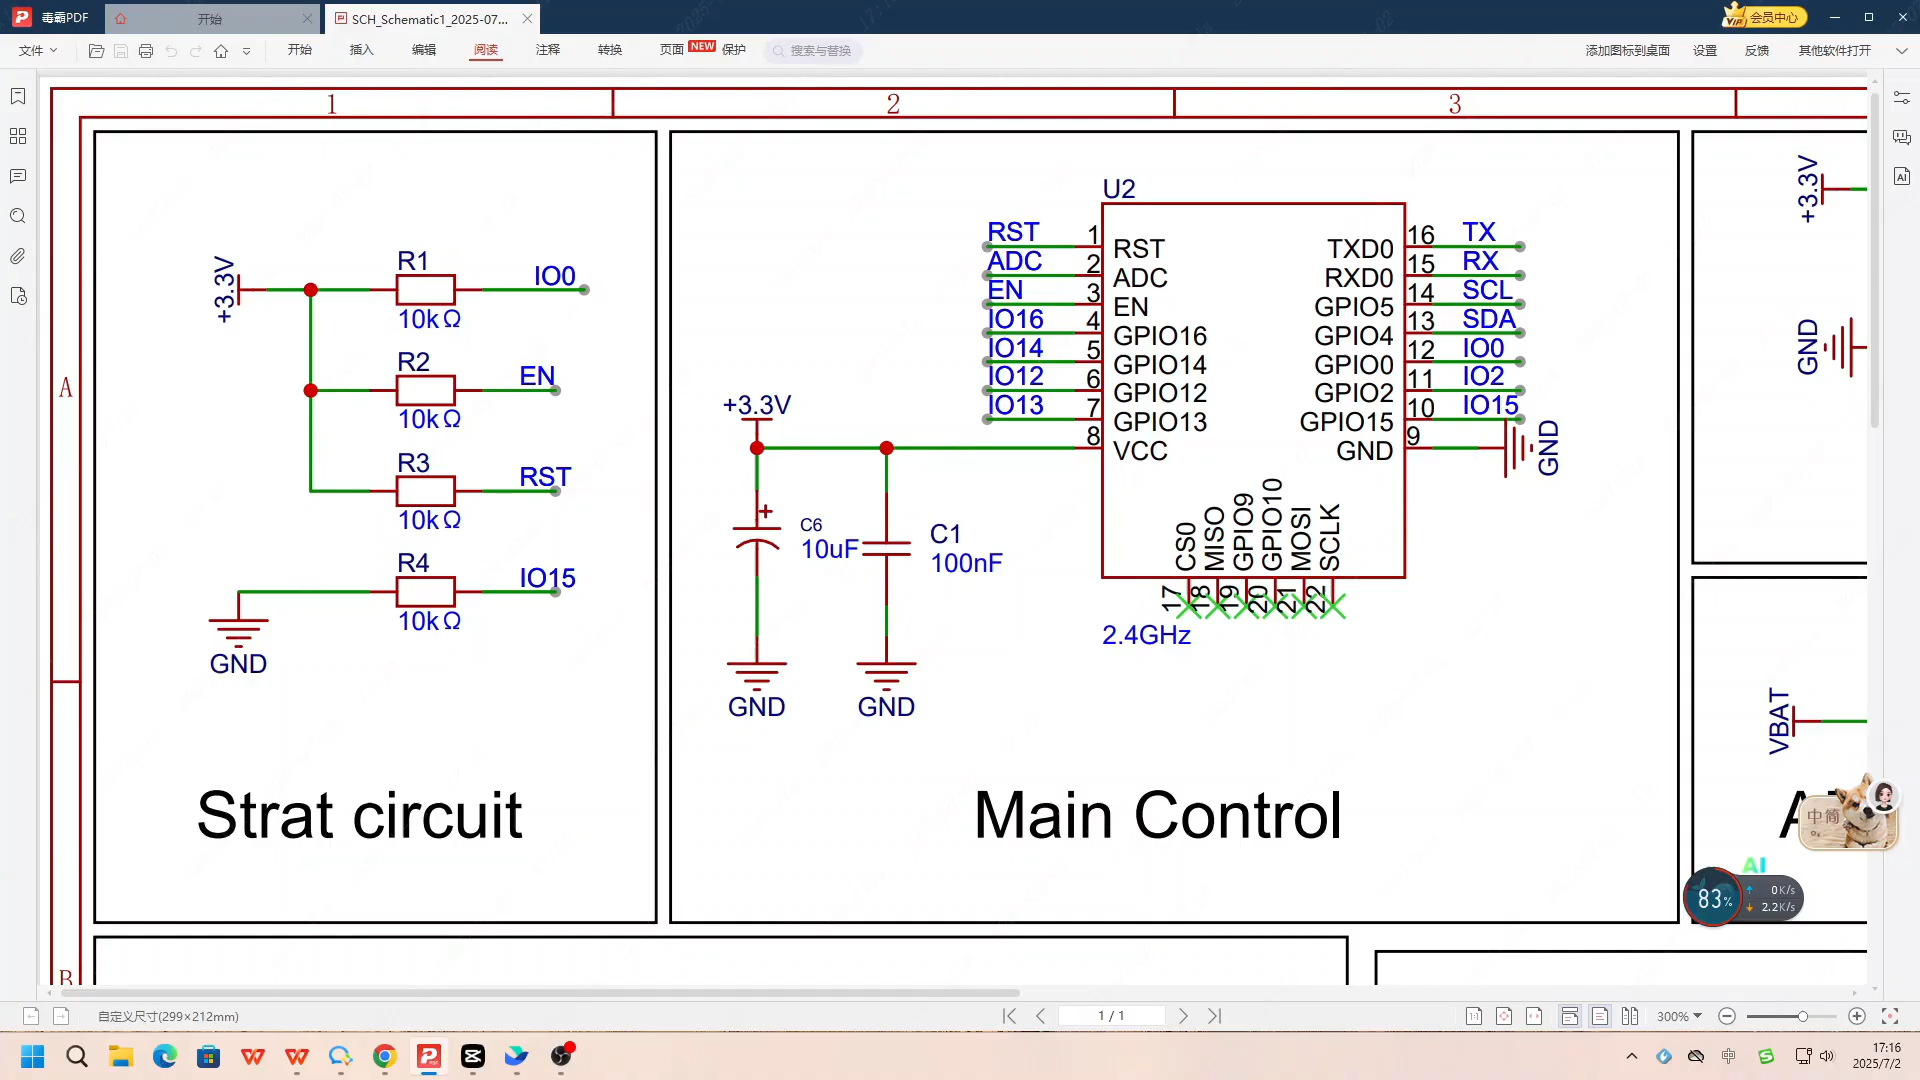 毒霸PDF
开始
SCH_Schematic1_2025-07...
会员中心
文件
开始
插入
编辑
阅读
注释
转换
页面
NEW
保护
搜索与替换
添加图标到桌面
设置
反馈
其他软件打开
1
2
3
A
B
+3.3V
R1
10kΩ
IO0
R2
10kΩ
EN
R3
10kΩ
RST
R4
10kΩ
IO15
GND
Strat circuit
U2
RST 1 RST
ADC 2 ADC
EN 3 EN
IO16 4 GPIO16
IO14 5 GPIO14
IO12 6 GPIO12
IO13 7 GPIO13
8 VCC
TXD0 16 TX
RXD0 15 RX
GPIO5 14 SCL
GPIO4 13 SDA
GPIO0 12 IO0
GPIO2 11 IO2
GPIO15 10 IO15
GND 9 GND
CS0 MISO GPIO9 GPIO10 MOSI SCLK
17 18 19 20 21 22
2.4GHz
+3.3V
C6
10uF
C1
100nF
GND
GND
Main Control
+3.3V
GND
VBAT
中简
AI
83%
0K/s
2.2K/s
自定义尺寸(299×212mm)
1 / 1
300%
17:16
2025/7/2
中